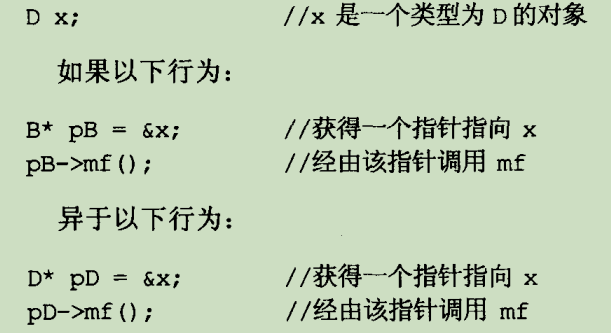 D x; //x 是一个类型为 D 的对象
如果以下行为：
B* pB = &x; //获得一个指针指向 x
pB->mf(); //经由该指针调用 mf
异于以下行为：
D* pD = &x; //获得一个指针指向 x
pD->mf(); //经由该指针调用 mf